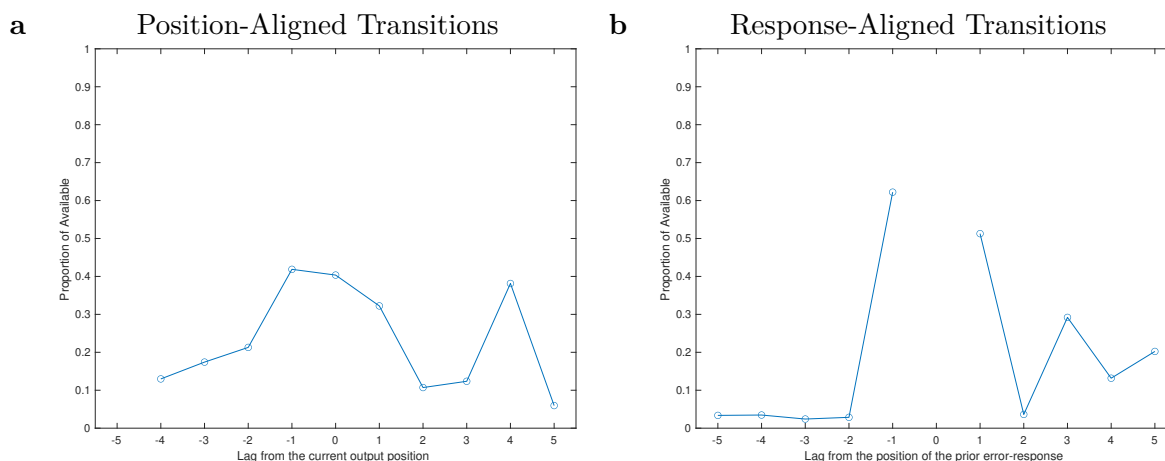 a Position-Aligned Transitions
1
0.9
0.8
0.7
0.6
0.5
0.4
0.3
0.2
0.1
0
Proportion of Available
-5 -4 -3 -2 -1 0 1 2 3 4 5
Lag from the current output position
b Response-Aligned Transitions
1
0.9
0.8
0.7
0.6
0.5
0.4
0.3
0.2
0.1
0
Proportion of Available
-5 -4 -3 -2 -1 0 1 2 3 4 5
Lag from the position of the prior error-response